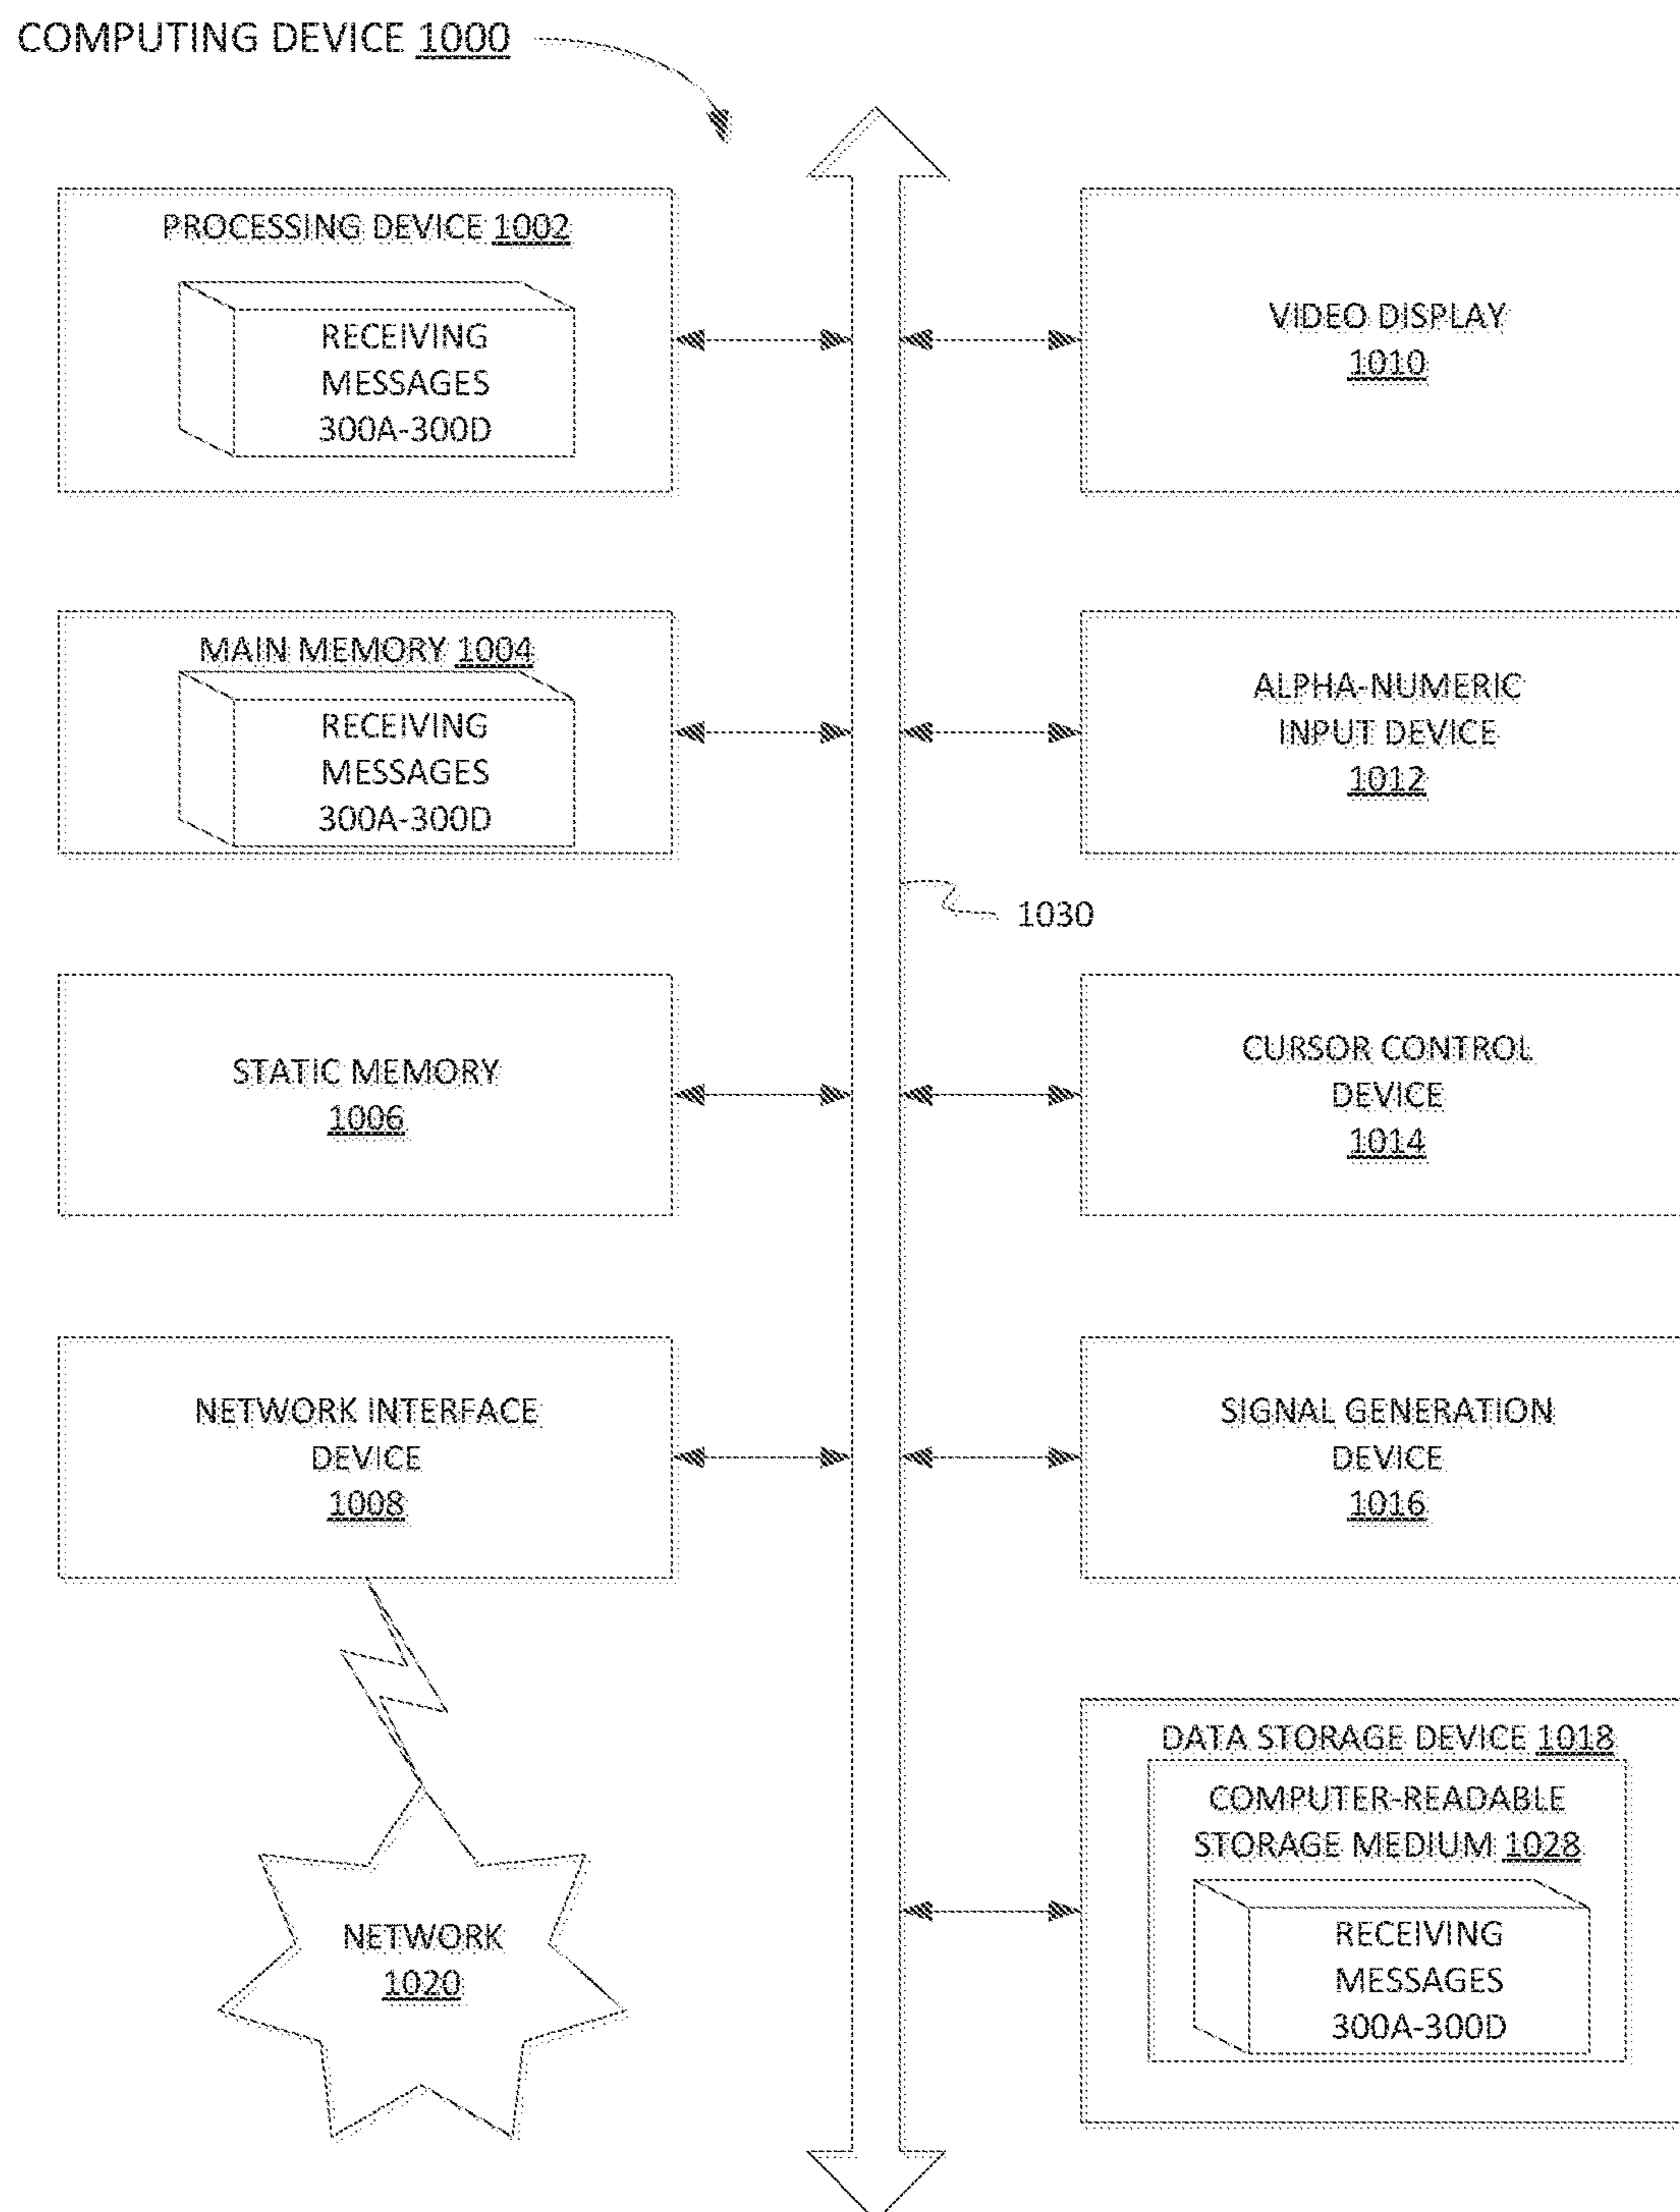 COMPUTING DEVICE 1000
PROCESSING DEVICE 1002
RECEIVING
MESSAGES
300A-300D
MAIN MEMORY 1004
RECEIVING
MESSAGES
300A-300D
STATIC MEMORY
1006
NETWORK INTERFACE
DEVICE
1008
NETWORK
1020
VIDEO DISPLAY
1010
ALPHA-NUMERIC
INPUT DEVICE
1012
1030
CURSOR CONTROL
DEVICE
1014
SIGNAL GENERATION
DEVICE
1016
DATA STORAGE DEVICE 1018
COMPUTER-READABLE
STORAGE MEDIUM 1028
RECEIVING
MESSAGES
300A-300D